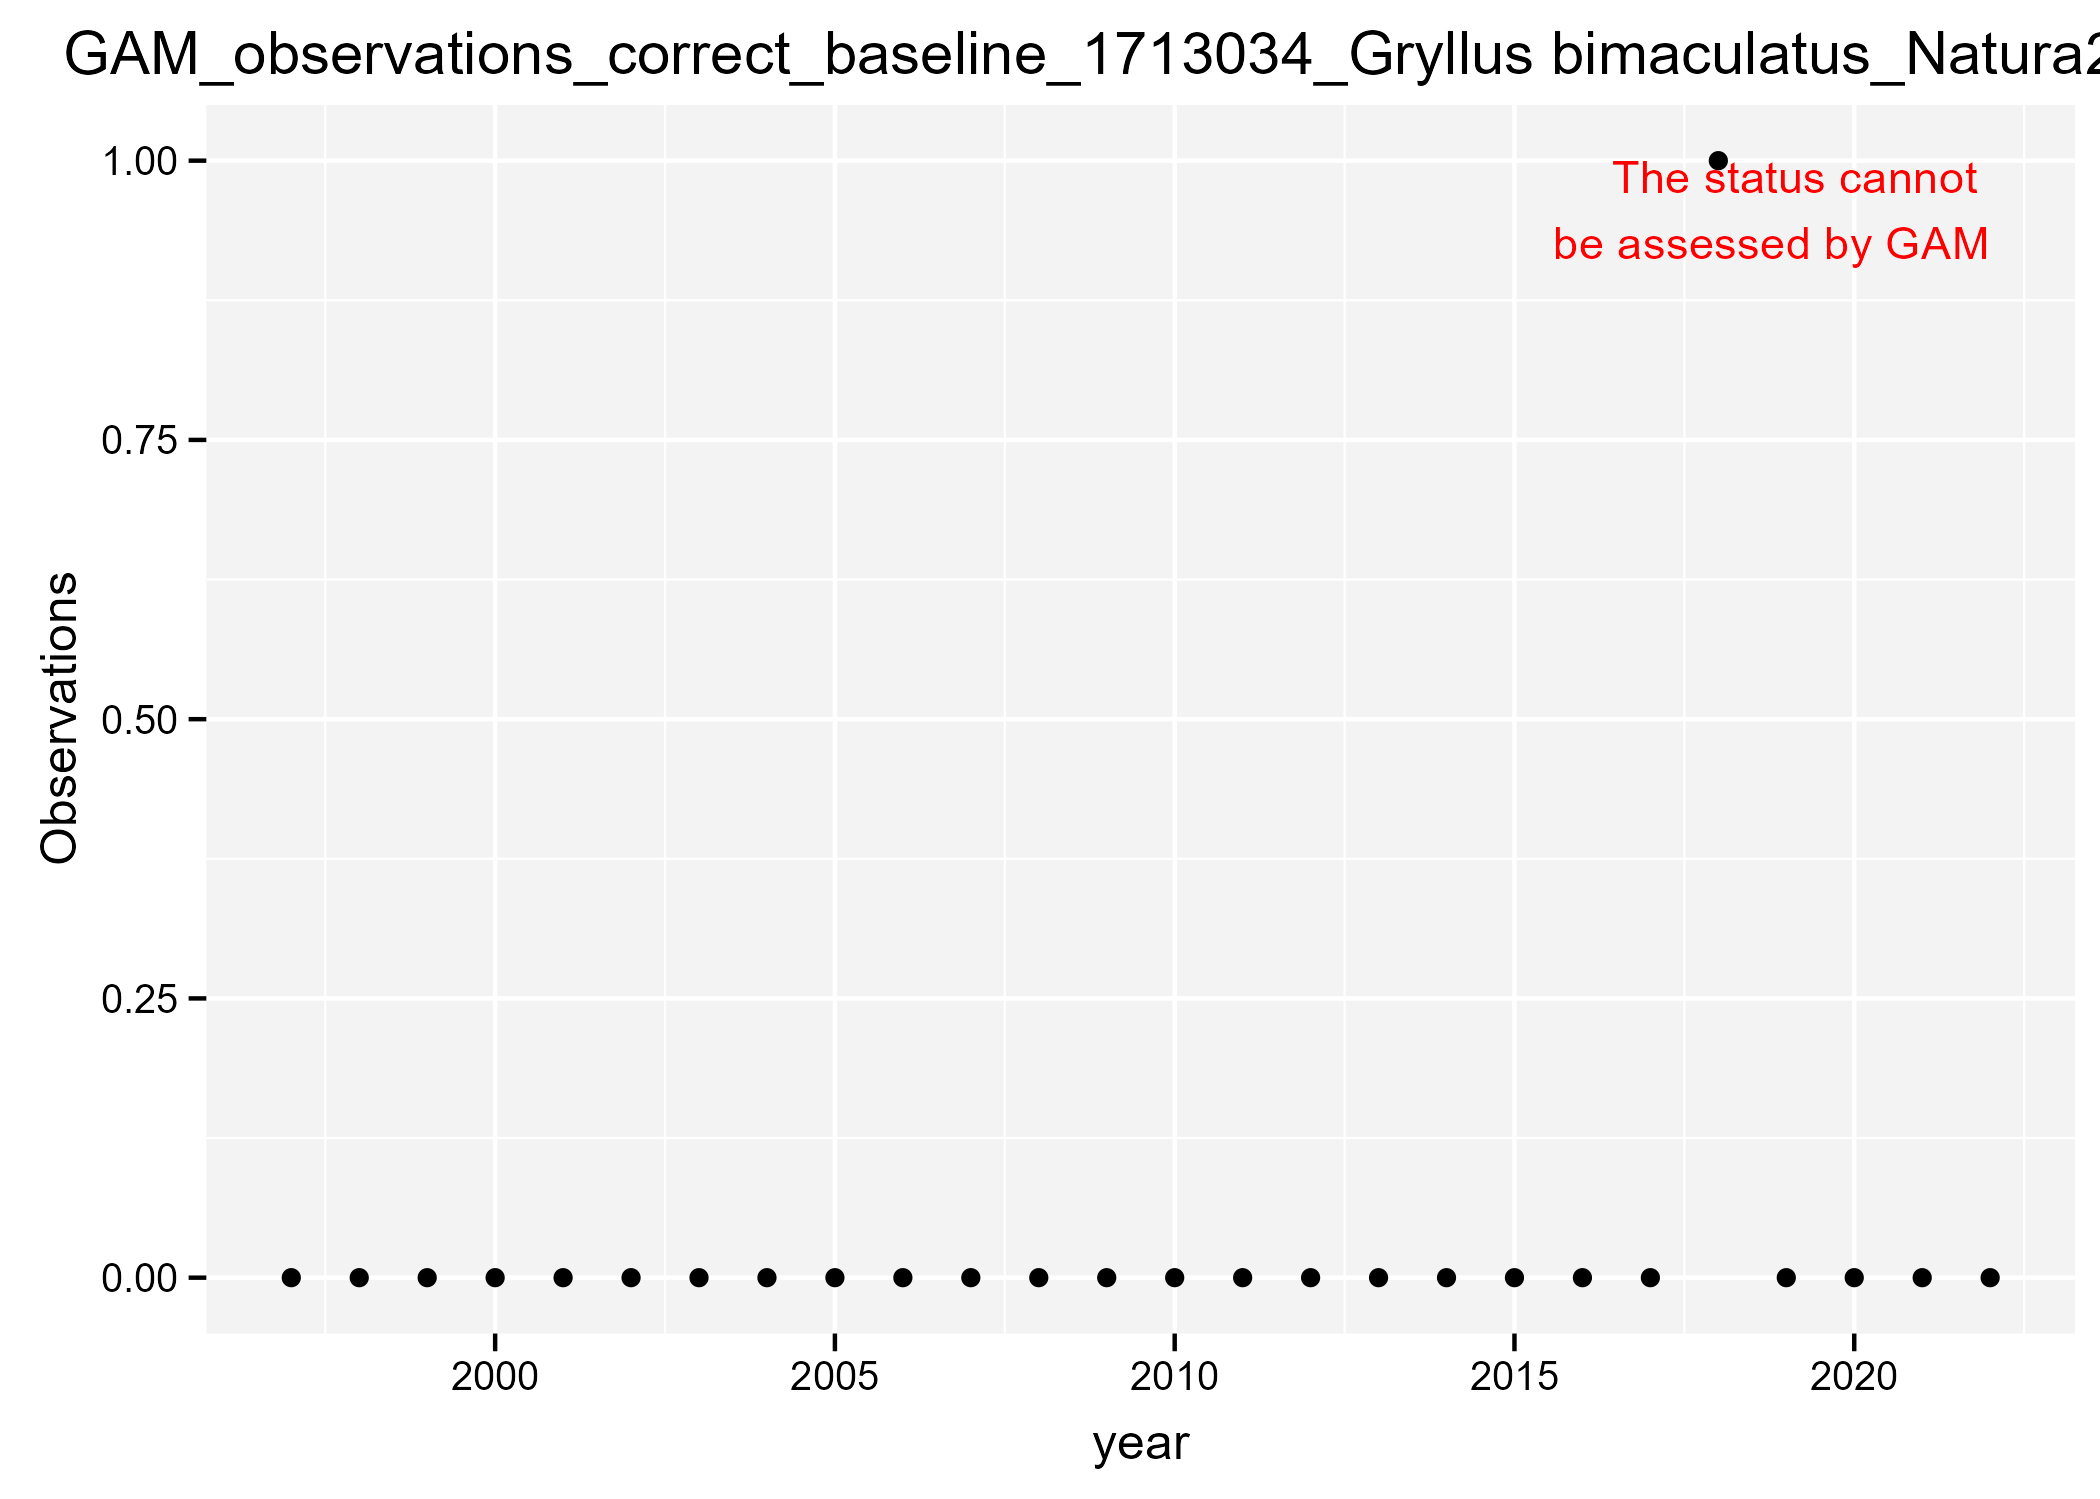 GAM_observations_correct_baseline_1713034_Gryllus bimaculatus_Natura2
1.00
The status cannot
be assessed by GAM
0.75
0.50
Observations
0.25
0.00
2000 2005 2010 2015 2020
year